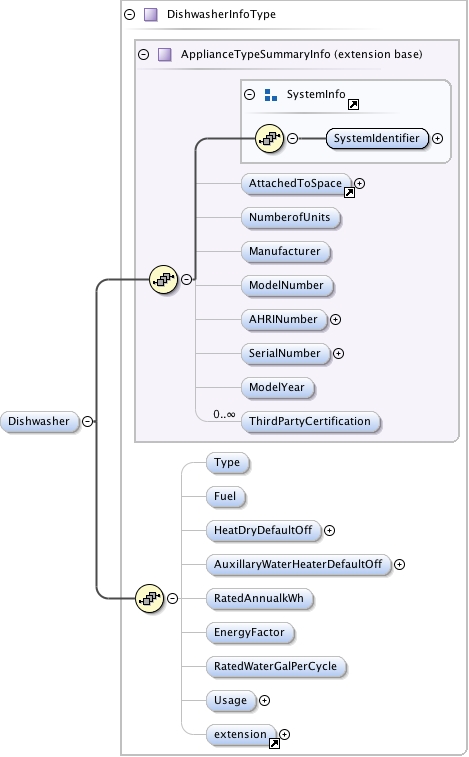 DishwasherInfoType
ApplianceTypeSummaryInfo (extension base)
SystemInfo
SystemIdentifier
AttachedToSpace
NumberofUnits
Manufacturer
ModelNumber
AHRINumber
SerialNumber
ModelYear
0..∞
ThirdPartyCertification
Dishwasher
Type
Fuel
HeatDryDefaultOff
AuxillaryWaterHeaterDefaultOff
RatedAnnualkWh
EnergyFactor
RatedWaterGalPerCycle
Usage
extension